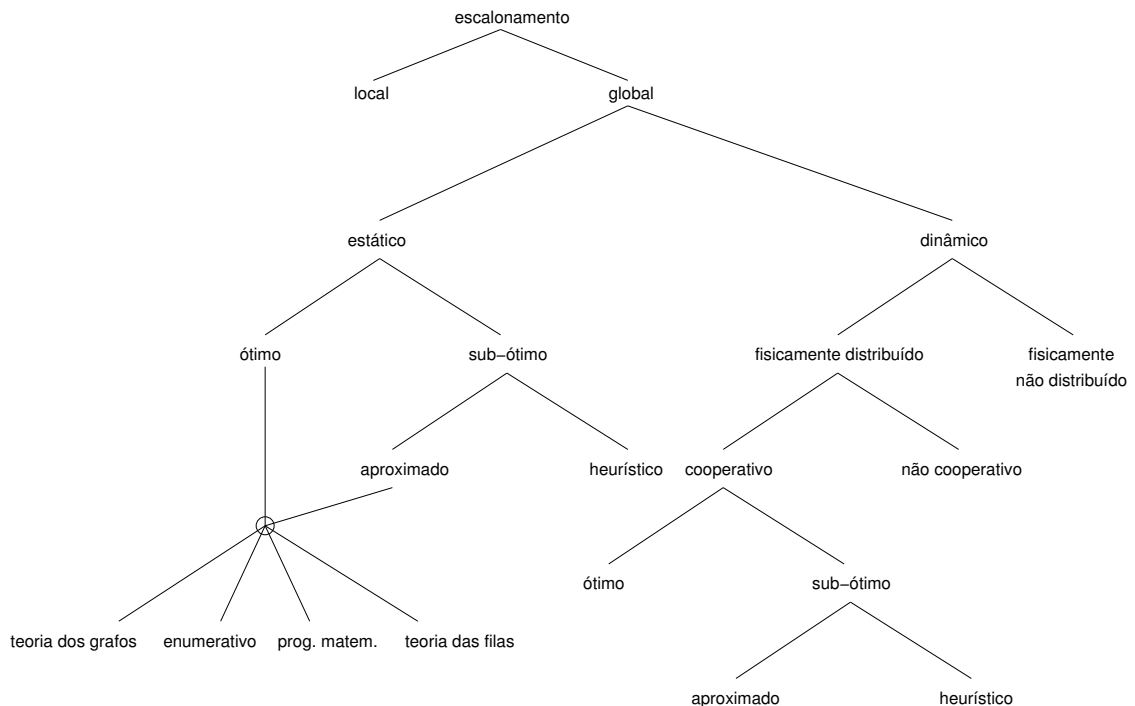 escalonamento
local
global
estático
dinâmico
ótimo
sub-ótimo
fisicamente distribuído
fisicamente
não distribuído
aproximado
heurístico
cooperativo
não cooperativo
ótimo
sub-ótimo
teoria dos grafos
enumerativo
prog. matem.
teoria das filas
aproximado
heurístico